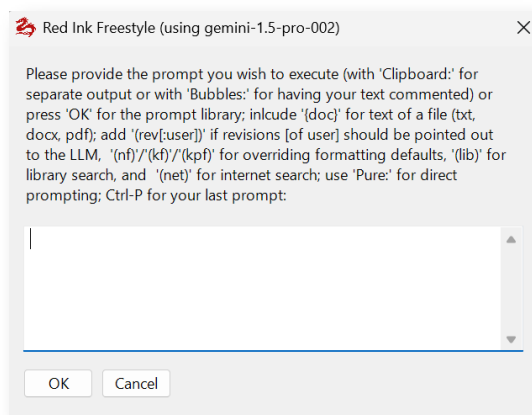 Red Ink Freestyle (using gemini-1.5-pro-002)
Please provide the prompt you wish to execute (with 'Clipboard:' for
separate output or with 'Bubbles:' for having your text commented) or
press 'OK' for the prompt library; inlcude '{doc}' for text of a file (txt,
docx, pdf); add '(rev[:user])' if revisions [of user] should be pointed out
to the LLM,  '(nf)'/'(kf)'/'(kpf)' for overriding formatting defaults, '(lib)' for
library search, and  '(net)' for internet search; use 'Pure:' for direct
prompting; Ctrl-P for your last prompt:
OK
Cancel